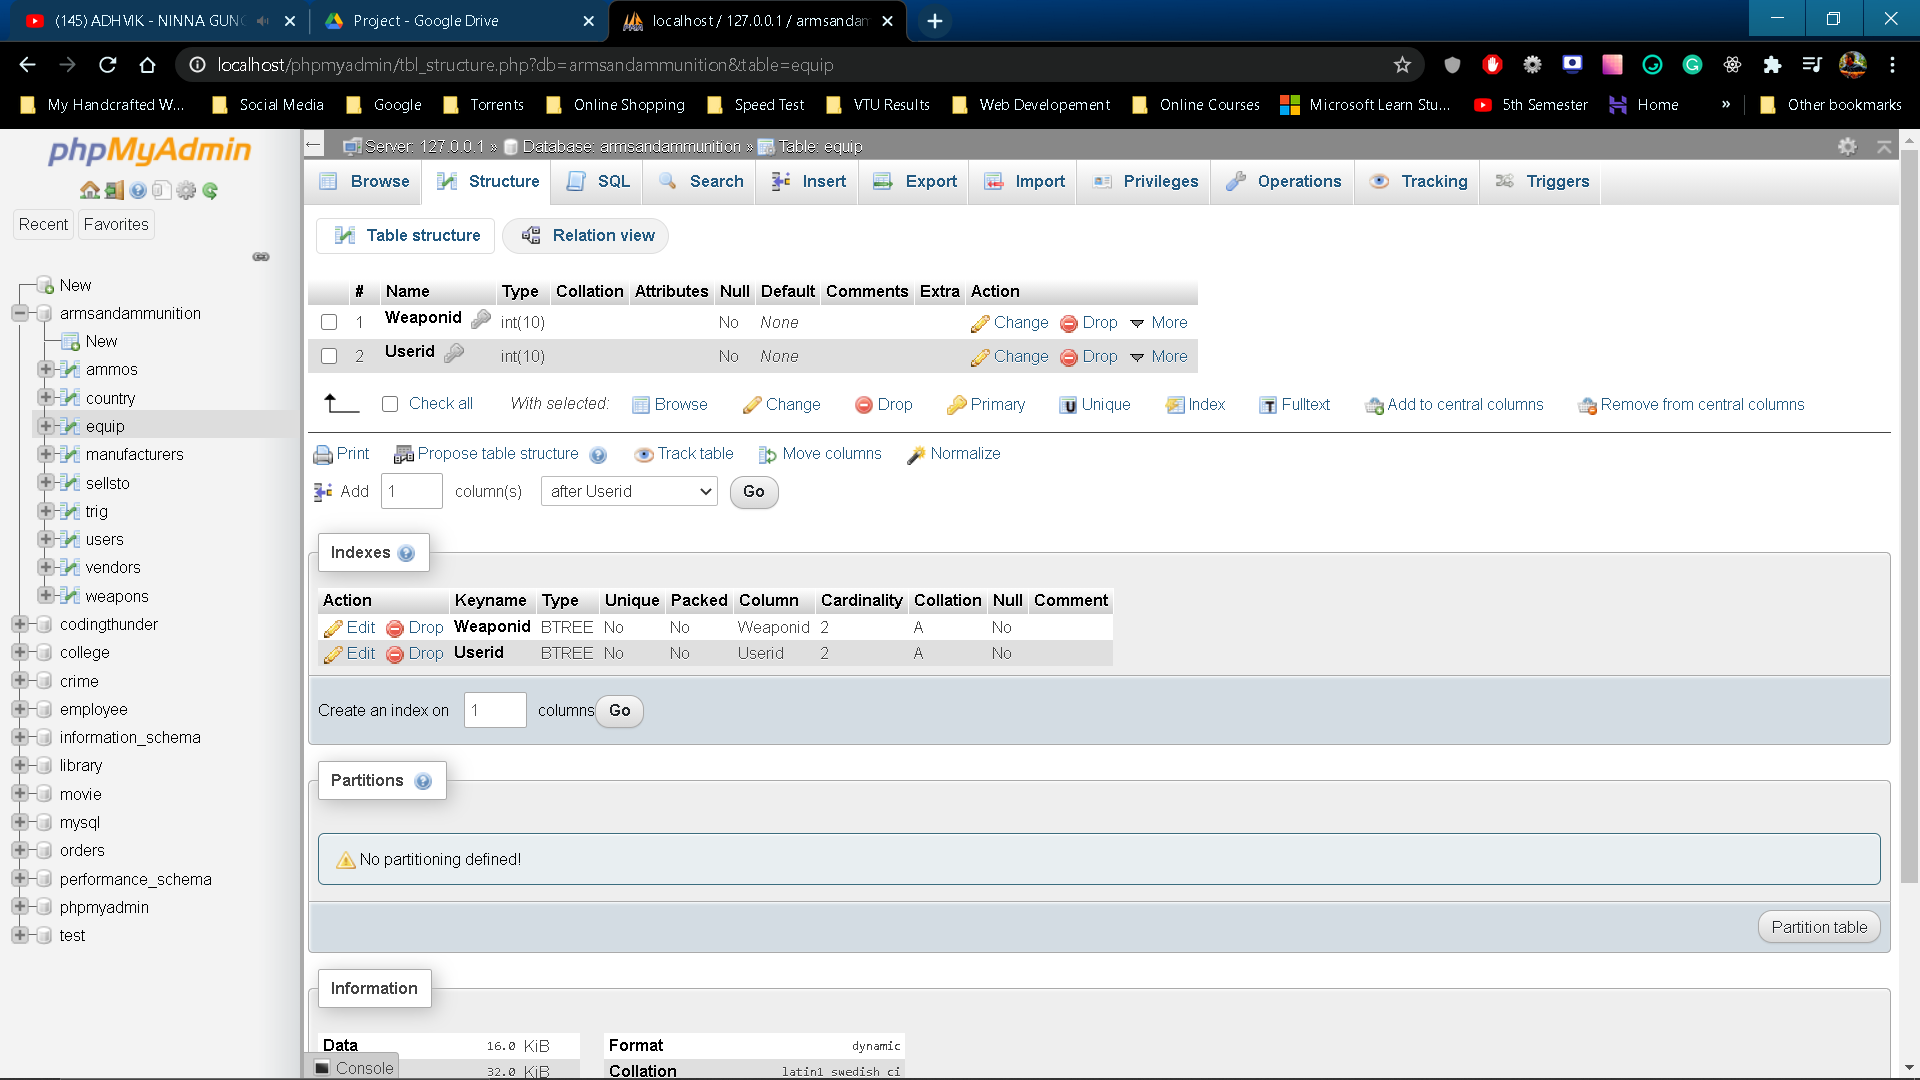 (145) ADHVIK - NINNA GUN
Project - Google Drive
localhost / 127.0.0.1 / armsandam
localhost/phpmyadmin/tbl_structure.php?db=armsandammunition&table=equip
My Handcrafted W... Social Media Google Torrents Online Shopping Speed Test VTU Results Web Developement Online Courses Microsoft Learn Stu... 5th Semester Home » Other bookmarks
phpMyAdmin
Recent Favorites
New
armsandammunition
New
ammos
country
equip
manufacturers
sellsto
trig
users
vendors
weapons
codingthunder
college
crime
employee
information_schema
library
movie
mysql
orders
performance_schema
phpmyadmin
test
Server: 127.0.0.1 » Database: armsandammunition » Table: equip
Browse Structure SQL Search Insert Export Import Privileges Operations Tracking Triggers
Table structure Relation view
# Name Type Collation Attributes Null Default Comments Extra Action
1 Weaponid int(10) No None Change Drop More
2 Userid int(10) No None Change Drop More
Check all With selected: Browse Change Drop Primary Unique Index Fulltext Add to central columns Remove from central columns
Print Propose table structure Track table Move columns Normalize
Add 1 column(s) after Userid Go
Indexes
Action Keyname Type Unique Packed Column Cardinality Collation Null Comment
Edit Drop Weaponid BTREE No No Weaponid 2 A No
Edit Drop Userid BTREE No No Userid 2 A No
Create an index on 1 columns Go
Partitions
No partitioning defined!
Partition table
Information
Data 16.0 KiB Format dynamic
32.0 KiB Collation latin1_swedish_ci
Console